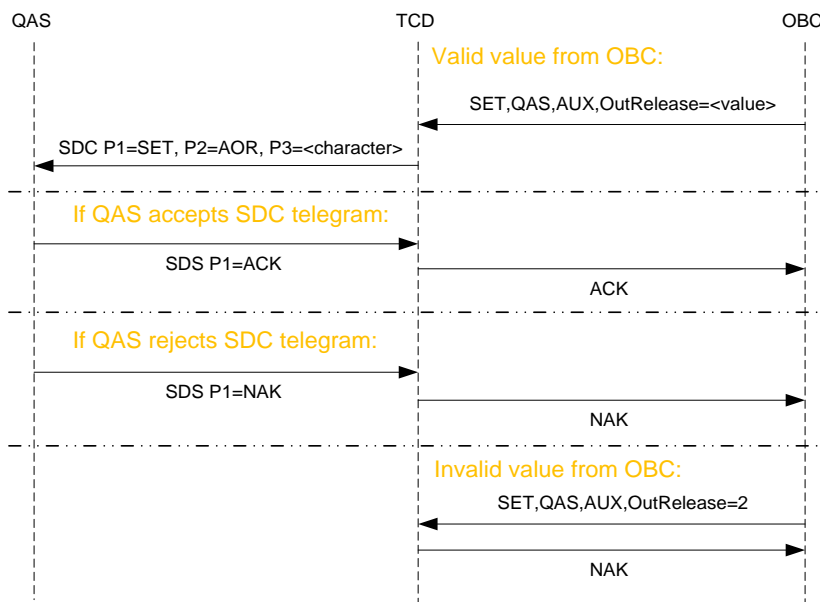 QAS TCD OBC
Valid value from OBC:
SET,QAS,AUX,OutRelease=<value>
SDC P1=SET, P2=AOR, P3=<character>
If QAS accepts SDC telegram:
SDS P1=ACK
ACK
If QAS rejects SDC telegram:
SDS P1=NAK
NAK
Invalid value from OBC:
SET,QAS,AUX,OutRelease=2
NAK